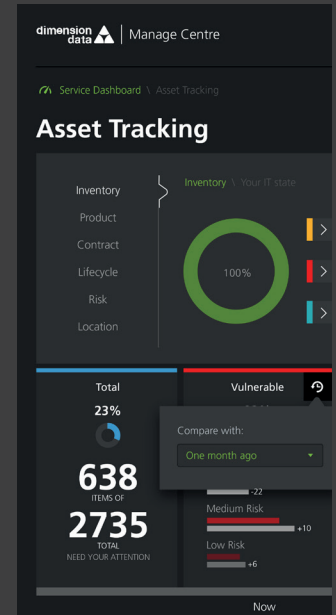 dimension
data
Manage Centre
Service Dashboard \ Asset Tracking
Asset Tracking
Inventory
Product
Contract
Lifecycle
Risk
Location
Inventory \ Your IT state
100%
Total
23%
638
ITEMS OF
2735
TOTAL
NEED YOUR ATTENTION
Vulnerable
Compare with:
One month ago
-22
Medium Risk
+10
Low Risk
+6
Now